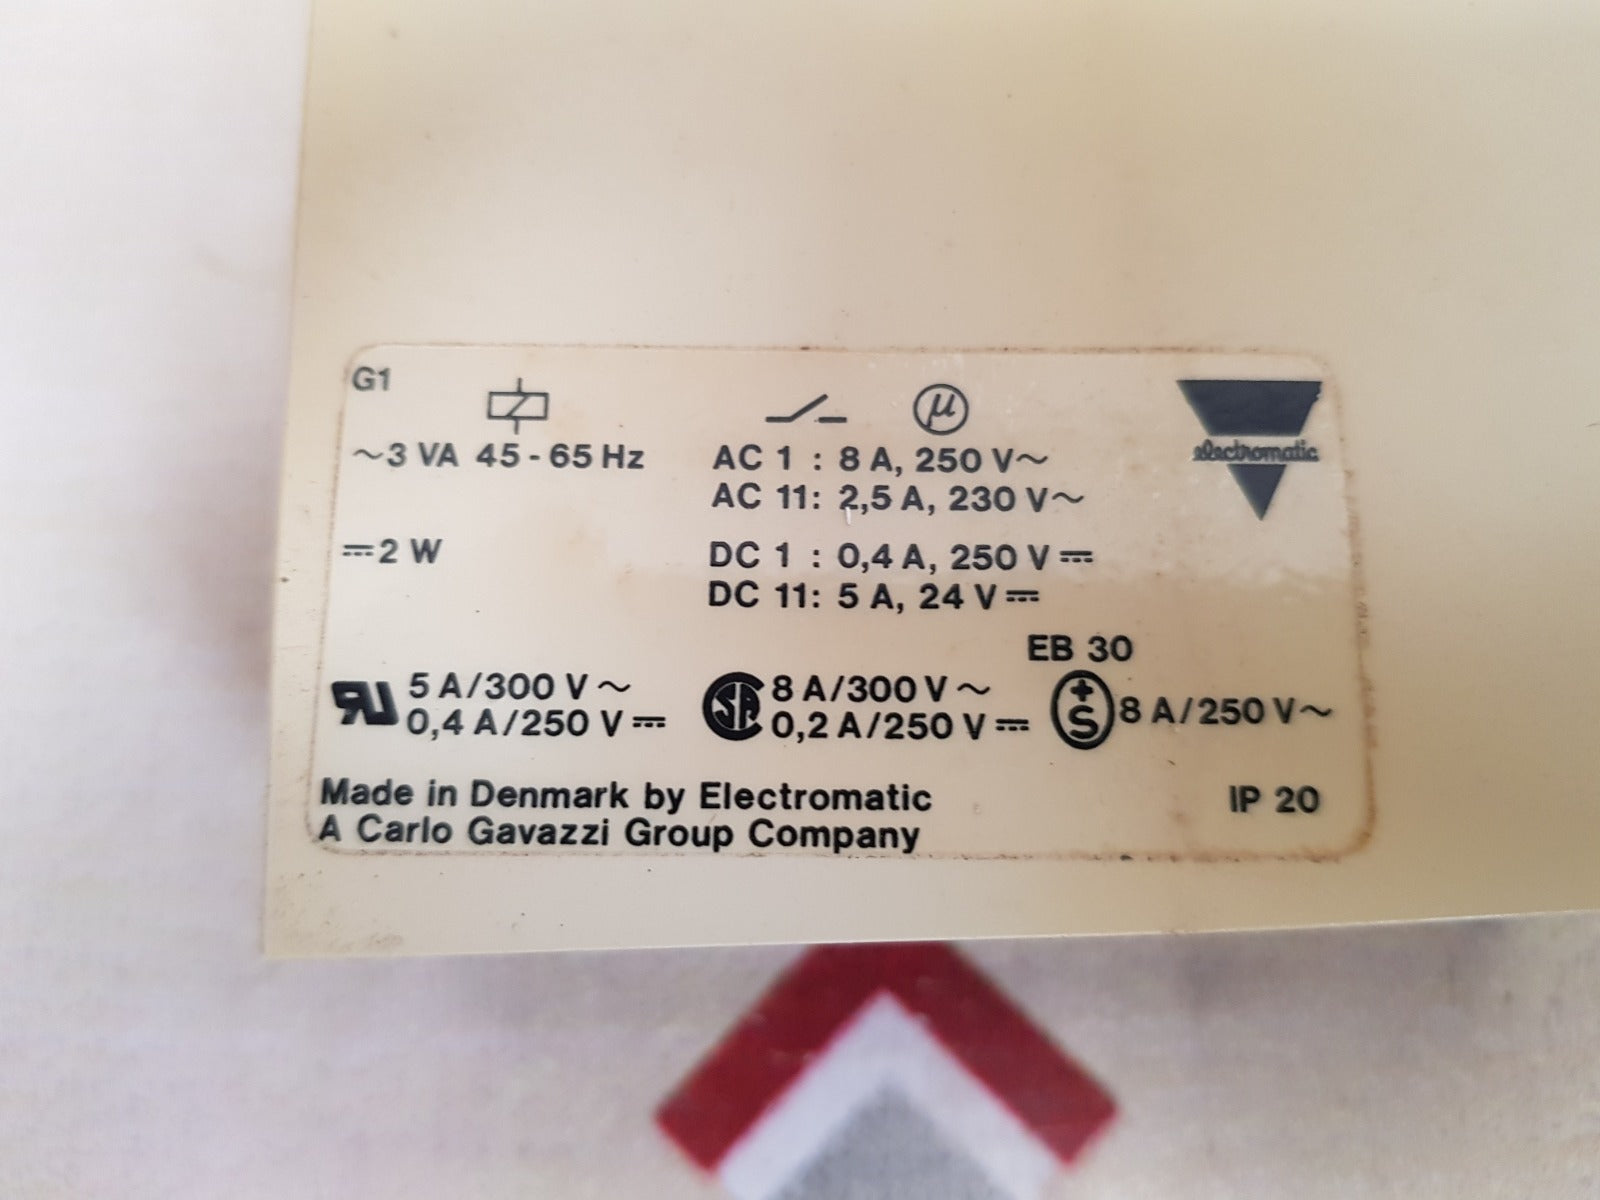 G1
µ
~3 VA 45-65 Hz
AC 1 : 8 A, 250 V~
AC 11: 2,5 A, 230 V~
electromatic
⎓2 W
DC 1 : 0,4 A, 250 V⎓
DC 11: 5 A, 24 V⎓
EB 30
RU 5 A/300 V~
0,4 A/250 V⎓
SA 8 A/300 V~
0,2 A/250 V⎓
+S 8 A/250 V~
Made in Denmark by Electromatic
A Carlo Gavazzi Group Company
IP 20